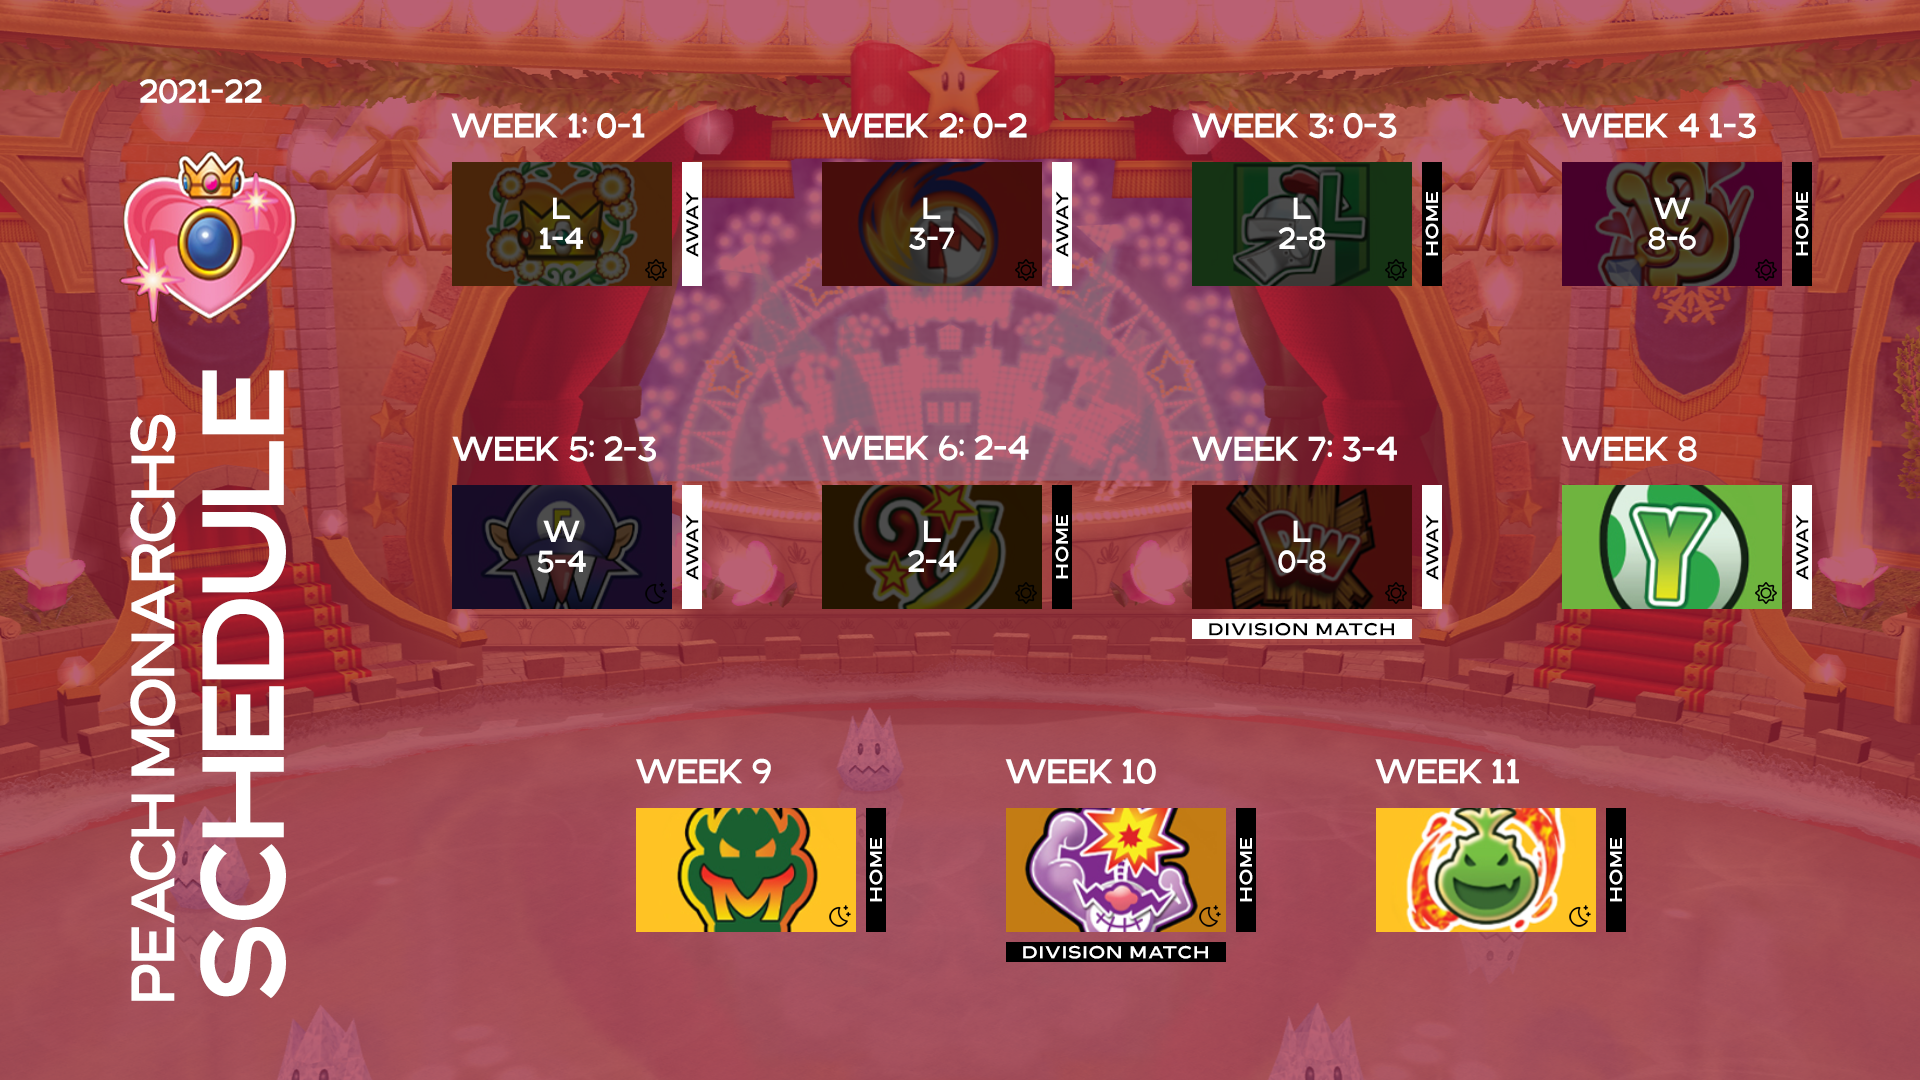 2021-22
PEACH MONARCHS
SCHEDULE
WEEK 1: 0-1
L
1-4
AWAY
WEEK 2: 0-2
L
3-7
AWAY
WEEK 3: 0-3
L
L
2-8
HOME
WEEK 4 1-3
W
8-6
HOME
WEEK 5: 2-3
W
5-4
AWAY
WEEK 6: 2-4
L
2-4
HOME
WEEK 7: 3-4
DW
L
0-8
AWAY
DIVISION MATCH
WEEK 8
Y
AWAY
WEEK 9
M
HOME
WEEK 10
HOME
DIVISION MATCH
WEEK 11
HOME